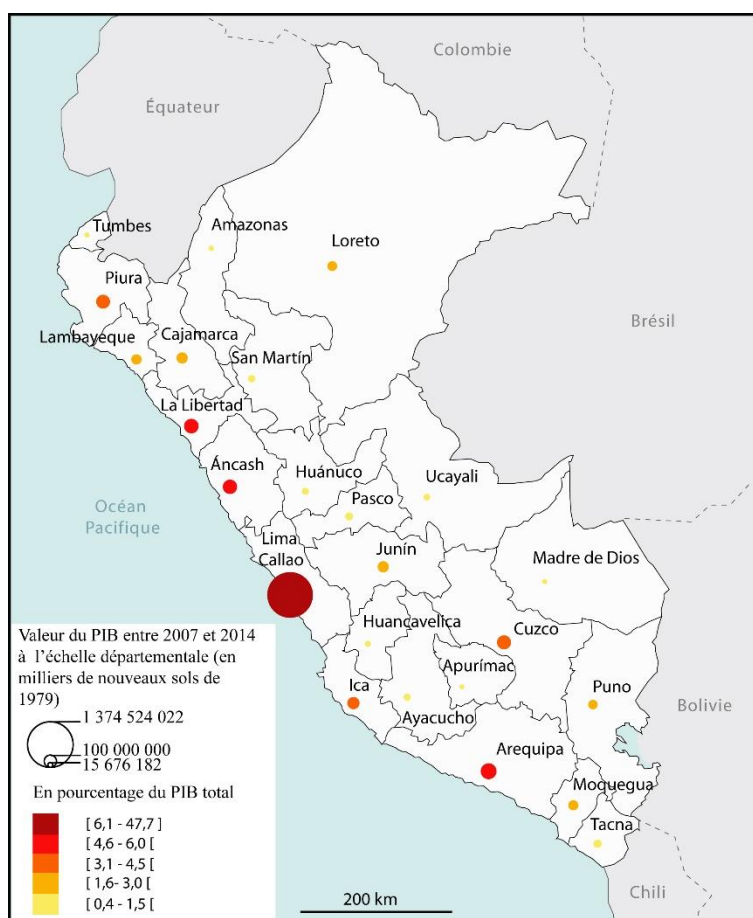 Colombie
Équateur
Tumbes
Amazonas
Loreto
Piura
Brésil
Lambayeque
Cajamarca
San Martín
La Libertad
Áncash
Huánuco
Ucayali
Pasco
Océan
Pacifique
Lima
Callao
Junín
Madre de Dios
Huancavelica
Cuzco
Apurímac
Ica
Ayacucho
Puno
Bolivie
Arequipa
Moquegua
Tacna
Chili
Valeur du PIB entre 2007 et 2014
à l'échelle départementale (en
milliers de nouveaux sols de
1979)
1 374 524 022
100 000 000
15 676 182
En pourcentage du PIB total
[ 6,1 - 47,7 ]
[ 4,6 - 6,0 [
[ 3,1 - 4,5 [
[ 1,6- 3,0 [
[ 0,4 - 1,5 [
200 km